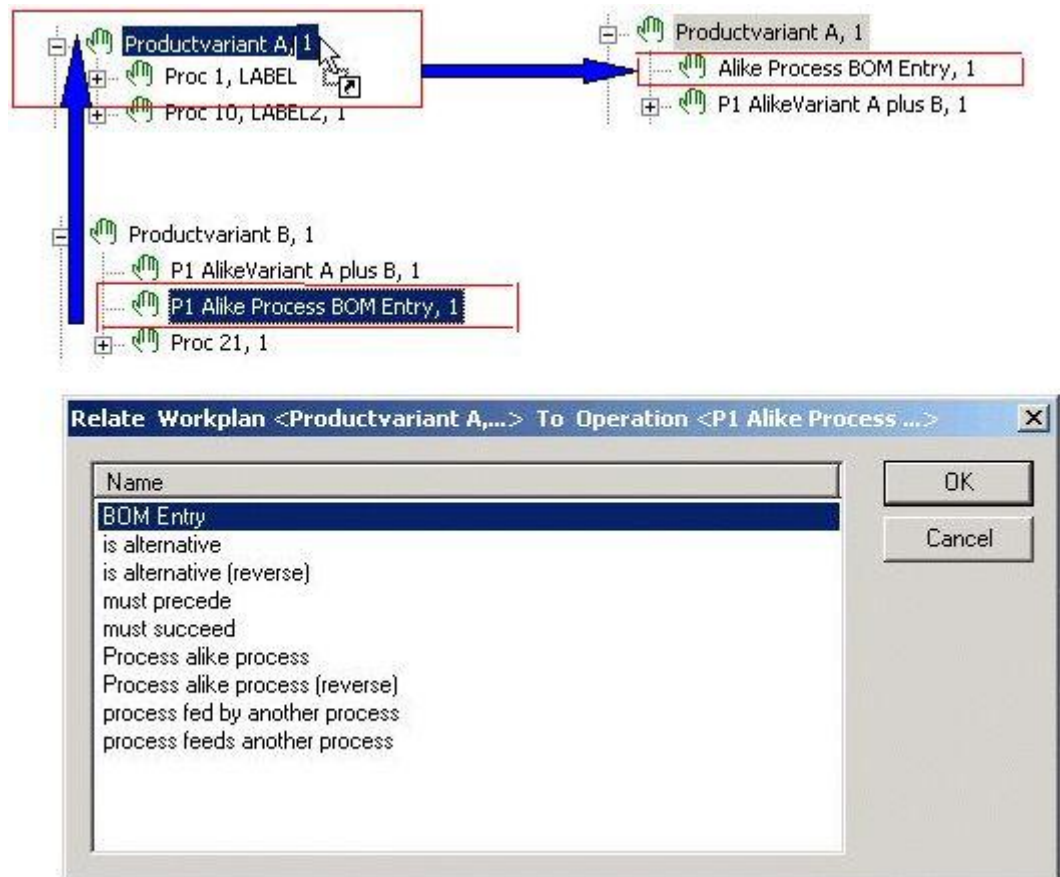 Productvariant A, 1
Proc 1, LABEL
Proc 10, LABEL2, 1
Productvariant A, 1
Alike Process BOM Entry, 1
P1 AlikeVariant A plus B, 1
Productvariant B, 1
P1 AlikeVariant A plus B, 1
P1 Alike Process BOM Entry, 1
Proc 21, 1
Relate Workplan <Productvariant A,...> To Operation <P1 Alike Process ...>
Name
OK
BOM Entry
Cancel
is alternative
is alternative (reverse)
must precede
must succeed
Process alike process
Process alike process (reverse)
process fed by another process
process feeds another process